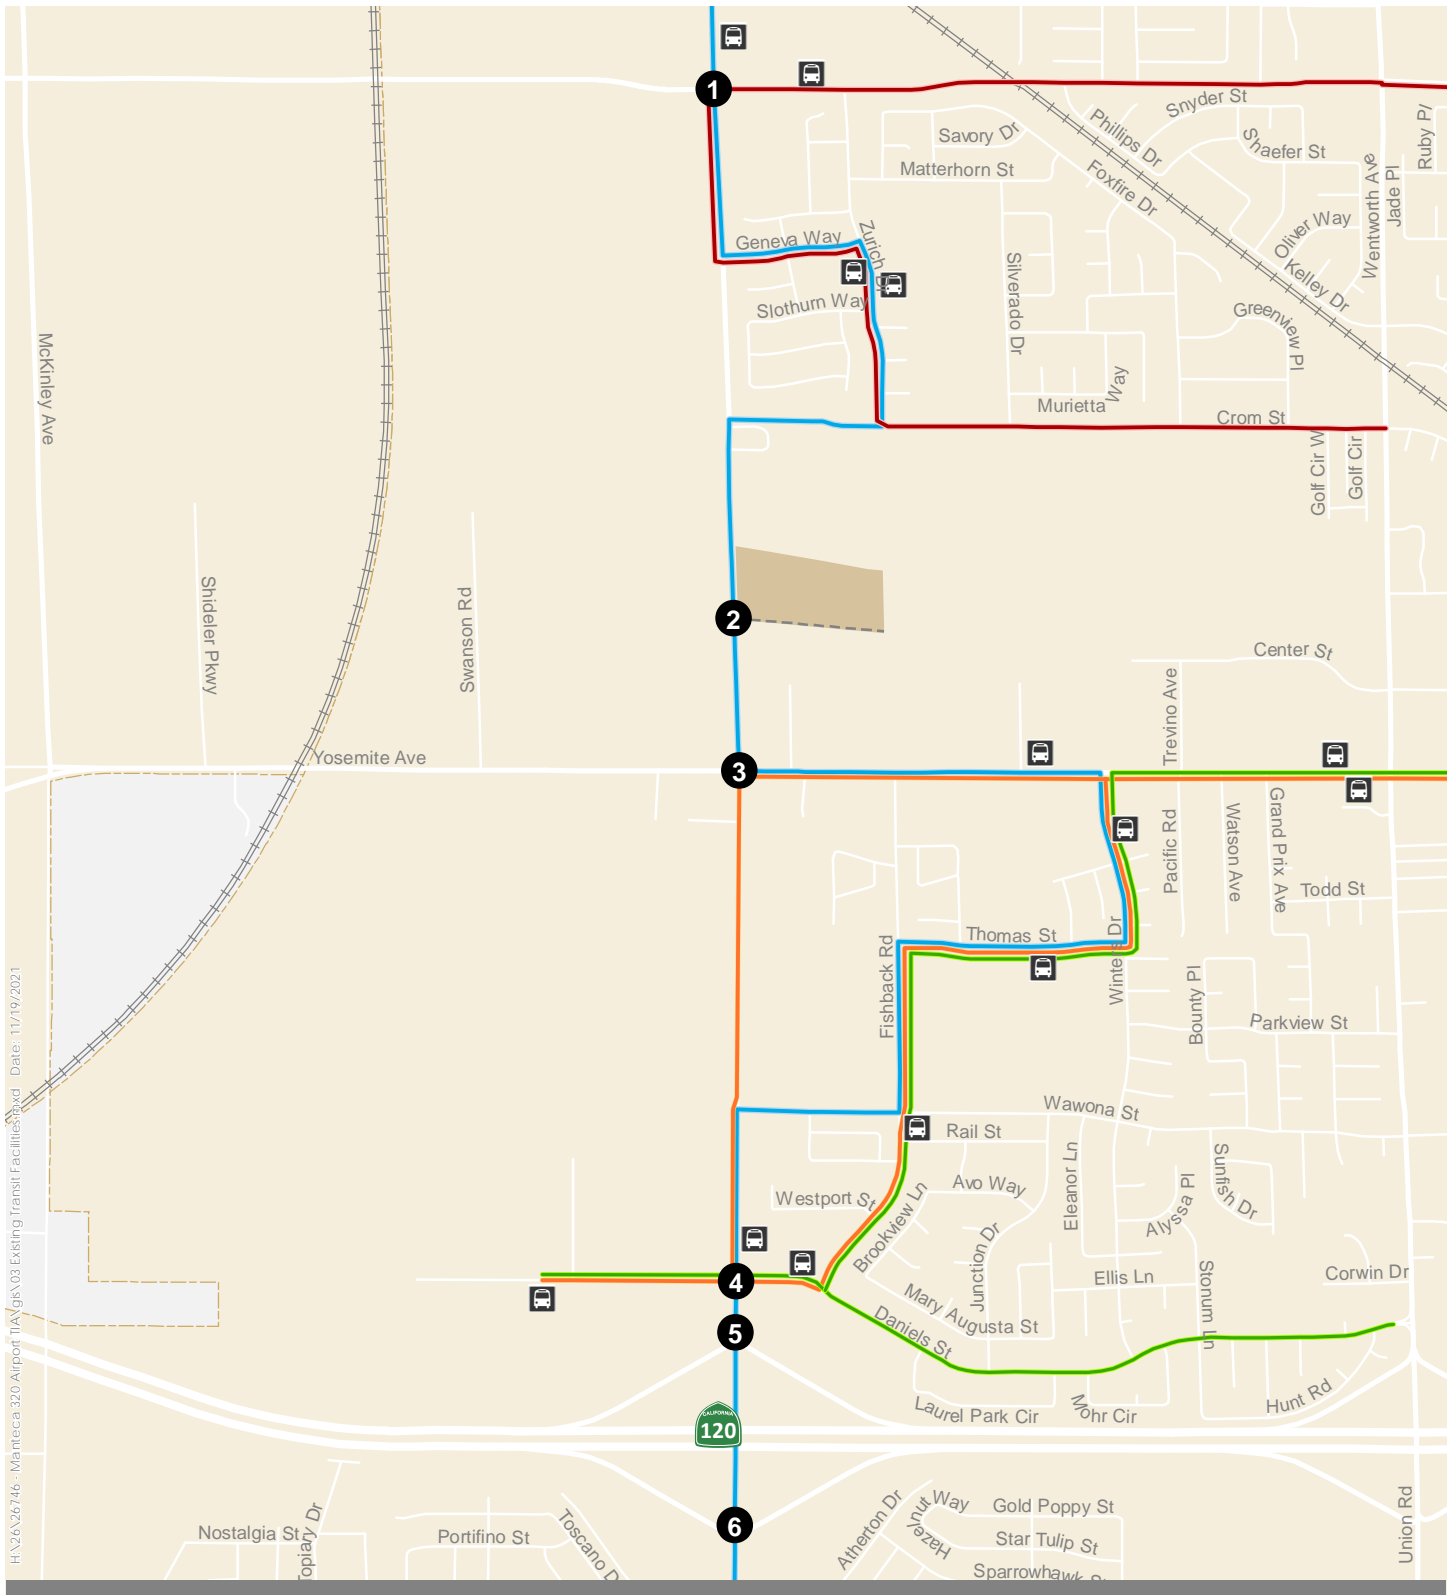 1
Snyder St
Phillips Dr
Savory Dr
Shaefer St
Ruby Pl
Matterhorn St
Foxfire Dr
Wentworth Ave
Jade Pl
Oliver Way
Zurich Dr
Geneva Way
Kelley Dr
Silverado Dr
Slothurn Way
Greenview Pl
McKinley Ave
Murietta Way
Crom St
Golf Cir W
Golf Cir
Shideler Pkwy
Swanson Rd
2
Center St
Trevino Ave
Yosemite Ave
3
Pacific Rd
Watson Ave
Grand Prix Ave
Todd St
Thomas St
Winters Dr
Fishback Rd
Bounty Pl
Parkview St
Wawona St
Rail St
Eleanor Ln
Alyssa Pl
Sunfish Dr
Avo Way
Westport St
Brookview Ln
Junction Dr
Ellis Ln
Stonum Ln
Corwin Dr
4
Mary Augusta St
Daniels St
5
Laurel Park Cir
Mohr Cir
Hunt Rd
CALIFORNIA
120
Union Rd
6
Atherton Dr
Hazelnut Way
Gold Poppy St
Star Tulip St
Sparrowhawk S
Nostalgia St
Topiary Dr
Portifino St
Toscano D
H:\26\26746 - Manteca 320 Airport TIA\gis\03 Existing Transit Facilities.mxd Date: 11/19/2021